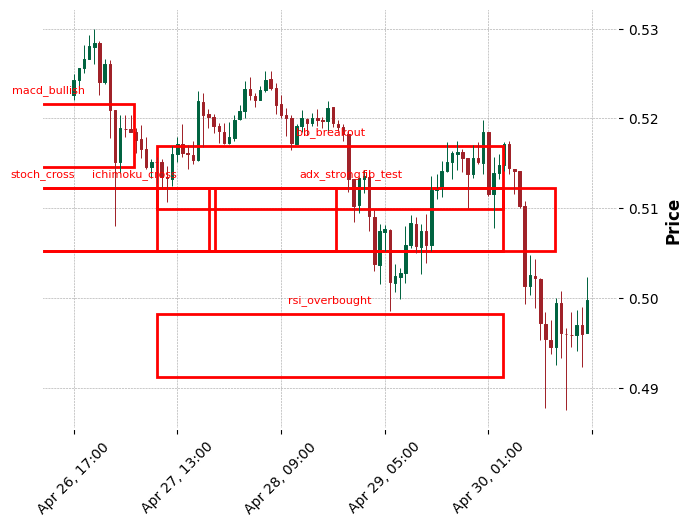 0.53
macd_bullish
0.52
bb_breakout
stoch_cross
ichimoku_cross
adx_strong
fib_test
0.51
Price
rsi_overbought
0.50
0.49
Apr 26, 17:00
Apr 27, 13:00
Apr 28, 09:00
Apr 29, 05:00
Apr 30, 01:00